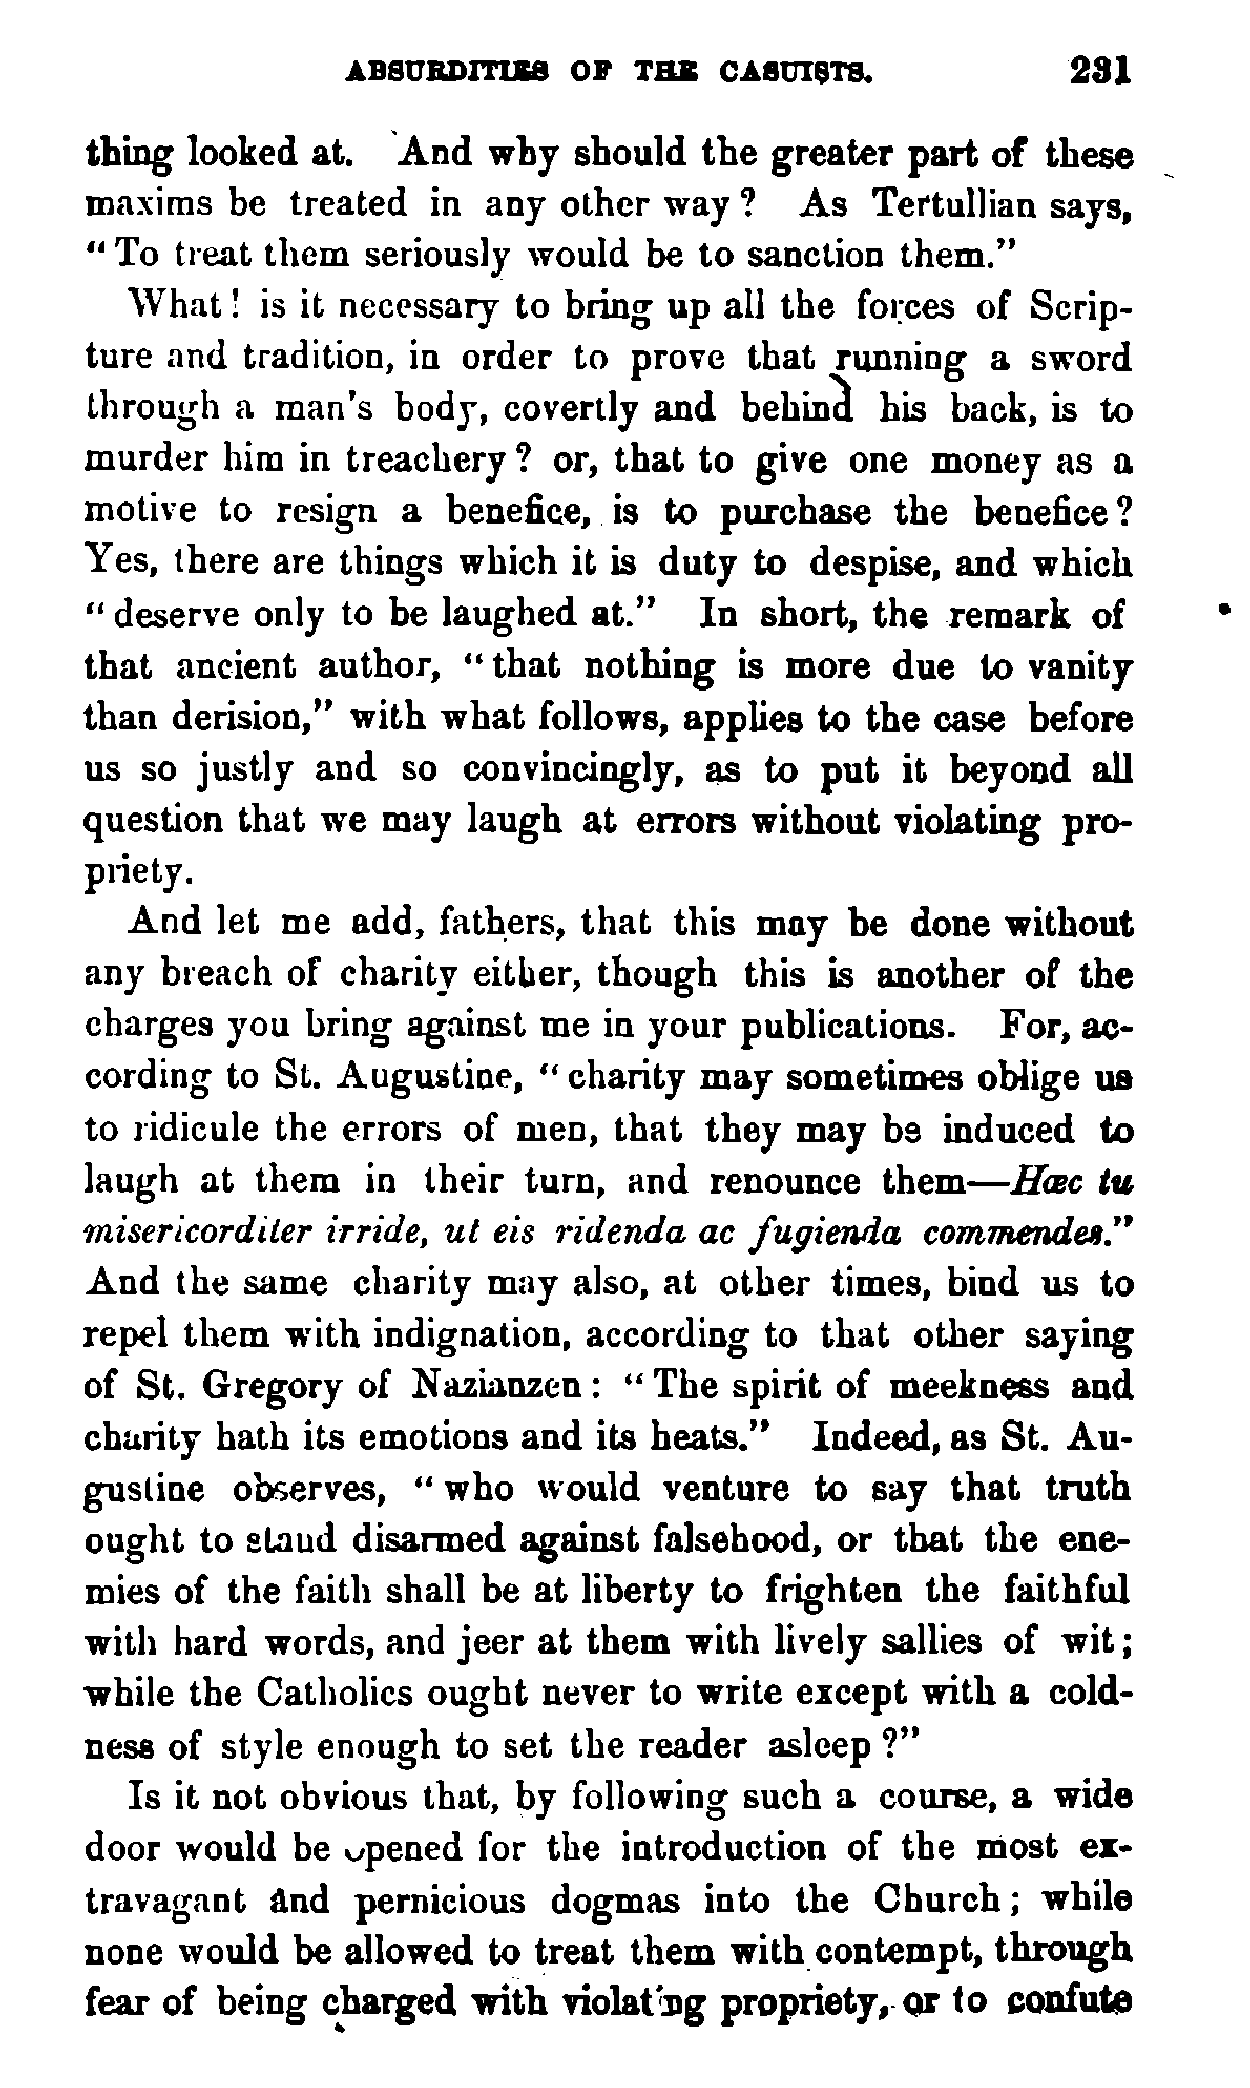 ABSURDITIES OF THE CASUISTS. 231
thing looked at. And why should the greater part of these
maxims be treated in any other way? As Tertullian says,
"To treat them seriously would be to sanction them."
What! is it necessary to bring up all the forces of Scrip-
ture and tradition, in order to prove that running a sword
through a man's body, covertly and behind his back, is to
murder him in treachery? or, that to give one money as a
motive to resign a benefice, is to purchase the benefice?
Yes, there are things which it is duty to despise, and which
"deserve only to be laughed at." In short, the remark of
that ancient author, "that nothing is more due to vanity
than derision," with what follows, applies to the case before
us so justly and so convincingly, as to put it beyond all
question that we may laugh at errors without violating pro-
priety.
And let me add, fathers, that this may be done without
any breach of charity either, though this is another of the
charges you bring against me in your publications. For, ac-
cording to St. Augustine, "charity may sometimes oblige us
to ridicule the errors of men, that they may be induced to
laugh at them in their turn, and renounce them—Hæc tu
misericorditer irride, ut eis ridenda ac fugienda commendes."
And the same charity may also, at other times, bind us to
repel them with indignation, according to that other saying
of St. Gregory of Nazianzen: "The spirit of meekness and
charity hath its emotions and its heats." Indeed, as St. Au-
gustine observes, "who would venture to say that truth
ought to stand disarmed against falsehood, or that the ene-
mies of the faith shall be at liberty to frighten the faithful
with hard words, and jeer at them with lively sallies of wit;
while the Catholics ought never to write except with a cold-
ness of style enough to set the reader asleep?"
Is it not obvious that, by following such a course, a wide
door would be opened for the introduction of the most ex-
travagant and pernicious dogmas into the Church; while
none would be allowed to treat them with contempt, through
fear of being charged with violating propriety, or to confute